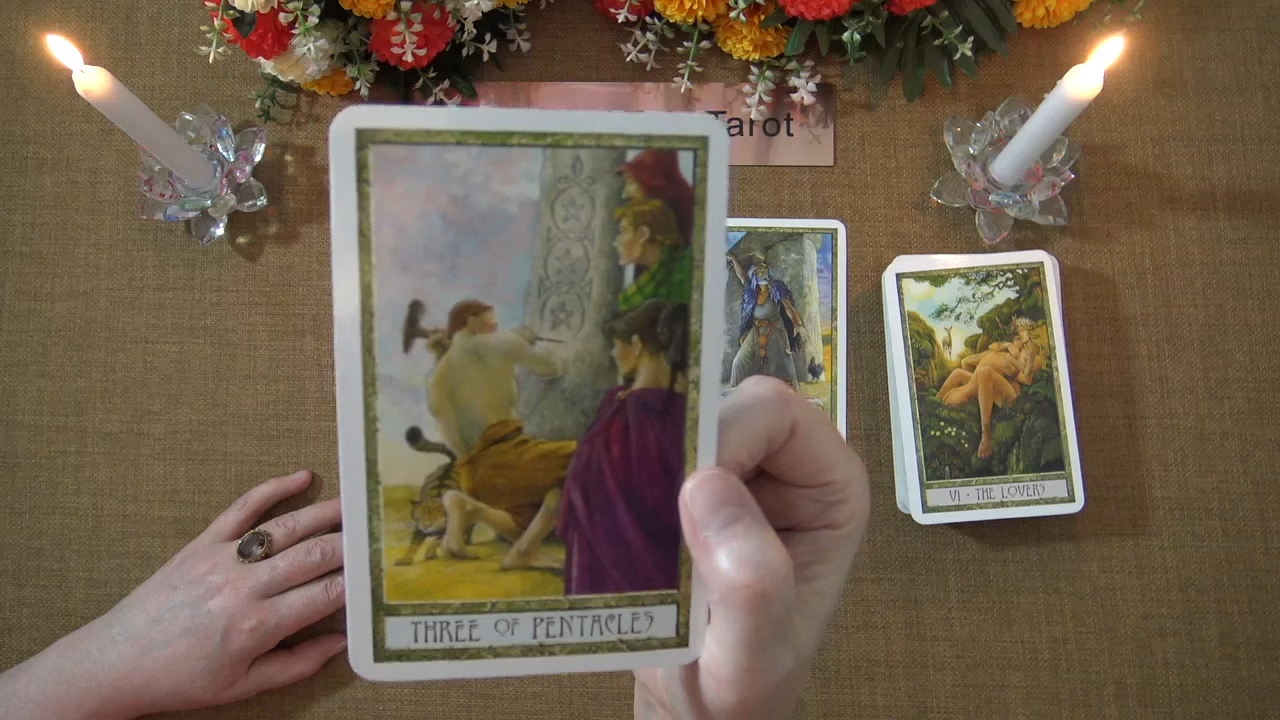 Tarot
THREE OF PENTACLES
VI • THE LOVERS